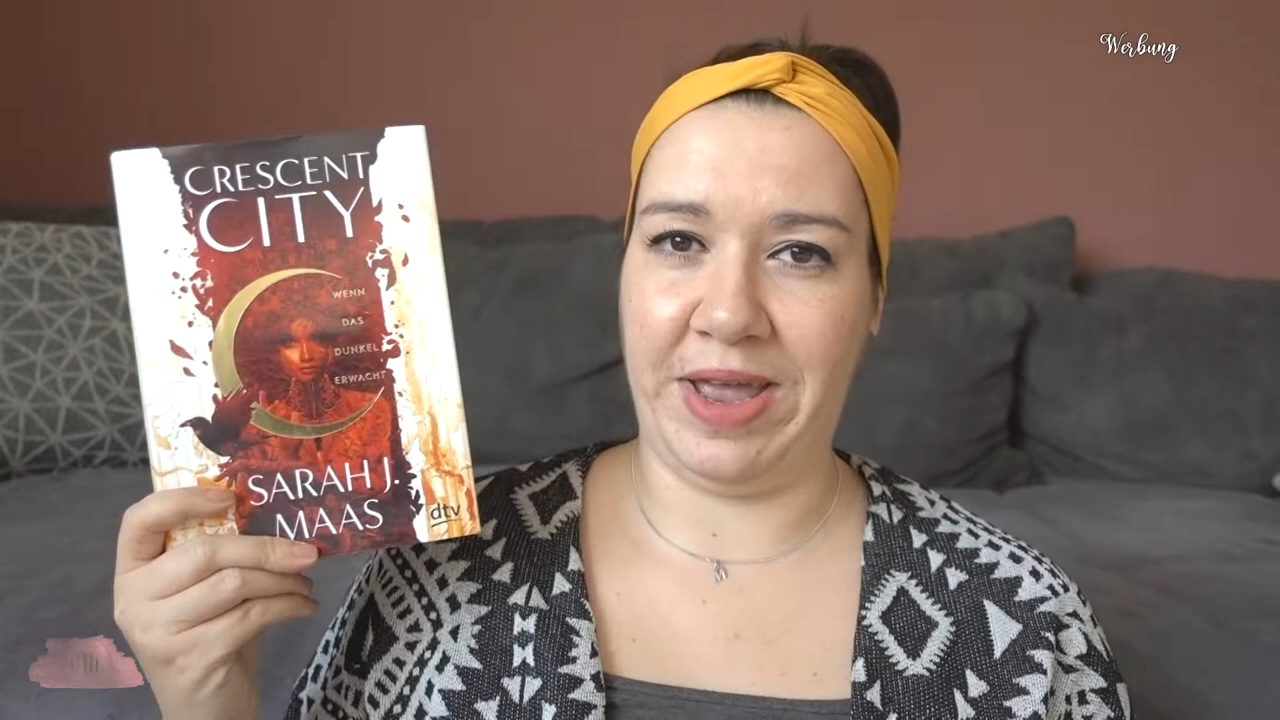 Werbung
CRESCENT
CITY
WENN
DAS
DUNKEL
ERWACHT
SARAH J.
MAAS
dtv